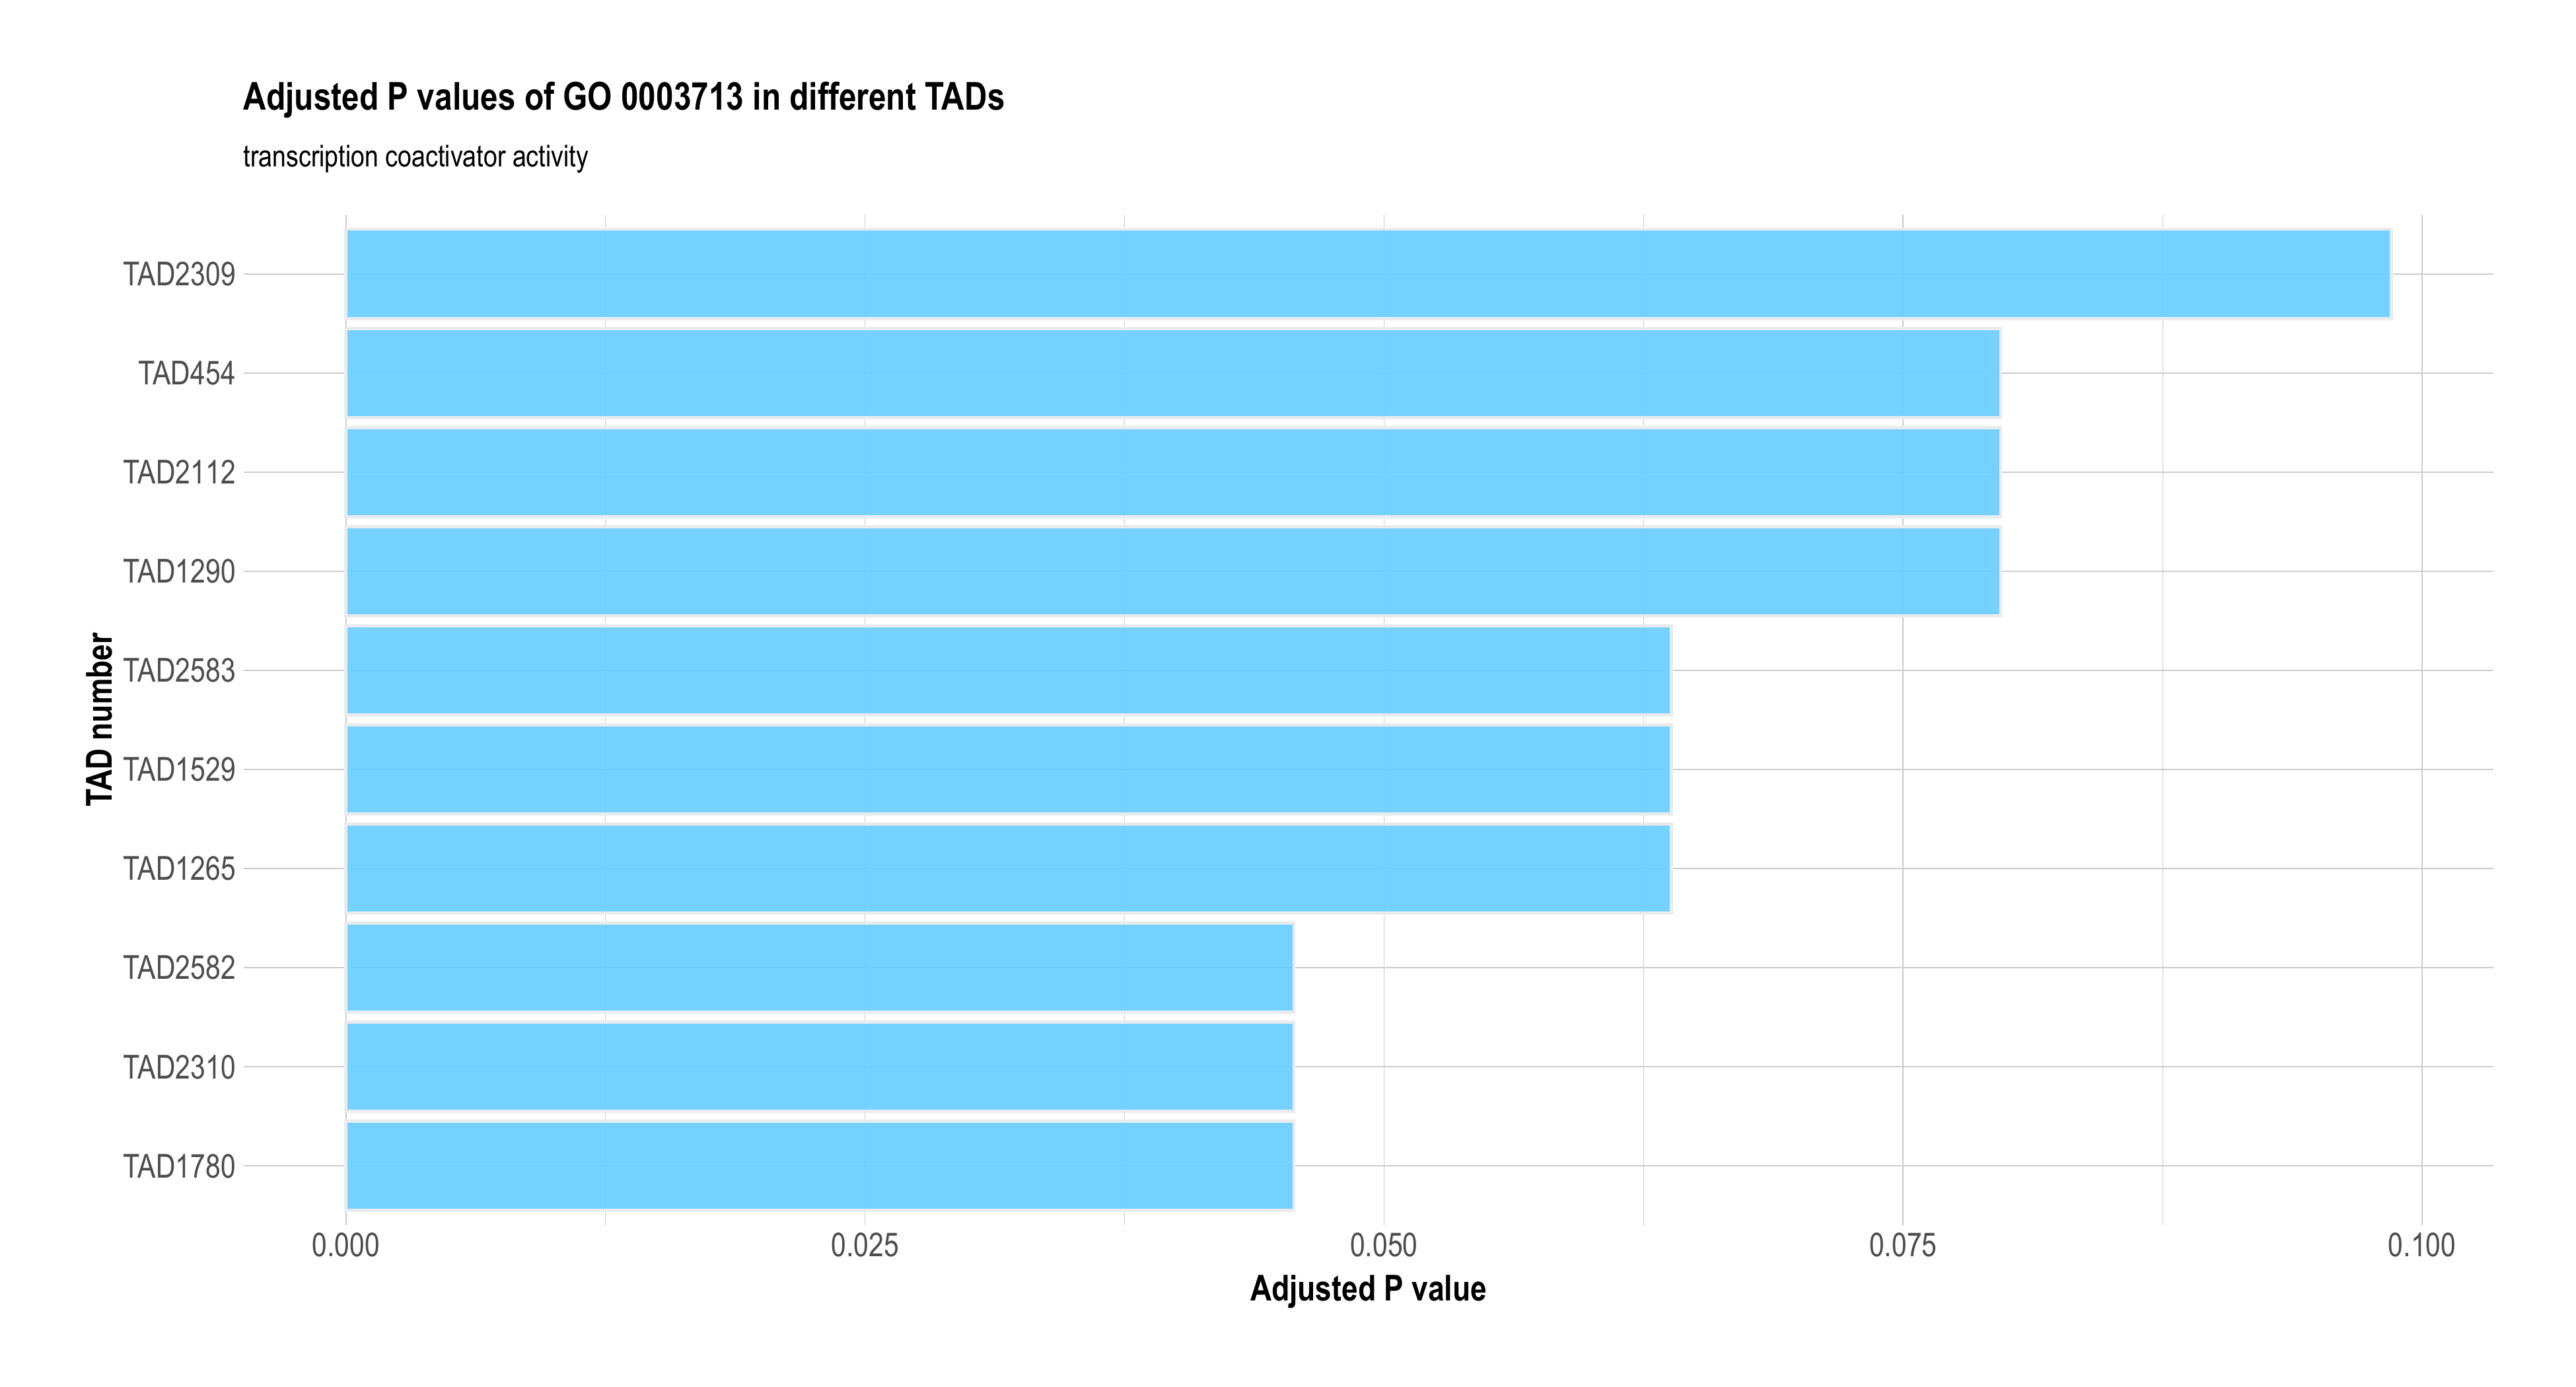 Adjusted P values of GO 0003713 in different TADs
transcription coactivator activity
TAD number
TAD2309
TAD454
TAD2112
TAD1290
TAD2583
TAD1529
TAD1265
TAD2582
TAD2310
TAD1780
0.000 0.025 0.050 0.075 0.100
Adjusted P value